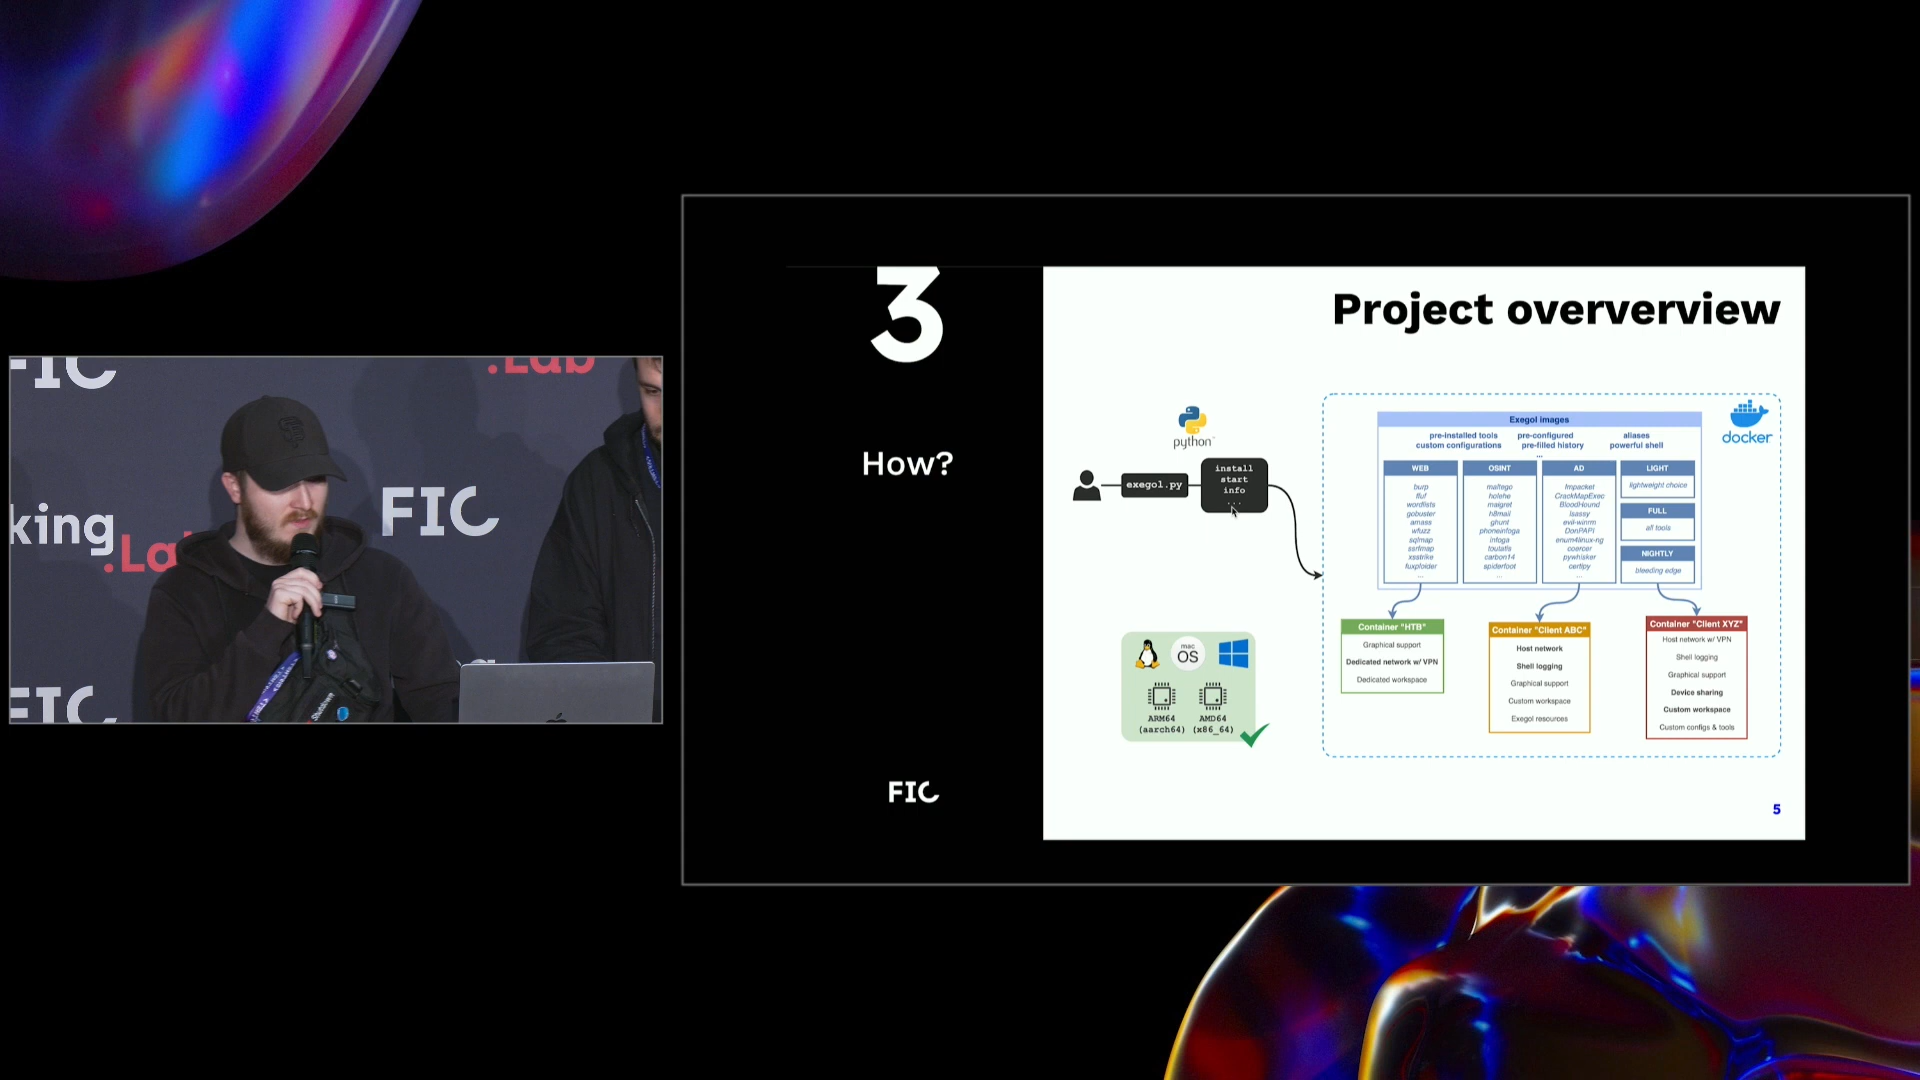 FIC
.Lab
king
.La
FIC
FIC
3
How?
FIC
Project oververview
python
exegol.py
install
start
info
...
docker
Exegol images
pre-installed tools
custom configurations
pre-configured
pre-filled history
aliases
powerful shell
...
WEB
burp
ffuf
wordlists
gobuster
amass
wfuzz
sqlmap
ssrfmap
xsstrike
fuxploider
...
OSINT
maltego
holehe
maigret
h8mail
ghunt
phoneinfoga
infoga
toutatis
carbon14
spiderfoot
...
AD
Impacket
CrackMapExec
BloodHound
lsassy
evil-winrm
DonPAPI
enum4linux-ng
coercer
pywhisker
certipy
...
LIGHT
lightweight choice
FULL
all tools
NIGHTLY
bleeding edge
Container "HTB"
Graphical support
Dedicated network w/ VPN
Dedicated workspace
Container "Client ABC"
Host network
Shell logging
Graphical support
Custom workspace
Exegol resources
Container "Client XYZ"
Host network w/ VPN
Shell logging
Graphical support
Device sharing
Custom workspace
Custom configs & tools
mac
OS
ARM64
(aarch64)
AMD64
(x86_64)
5